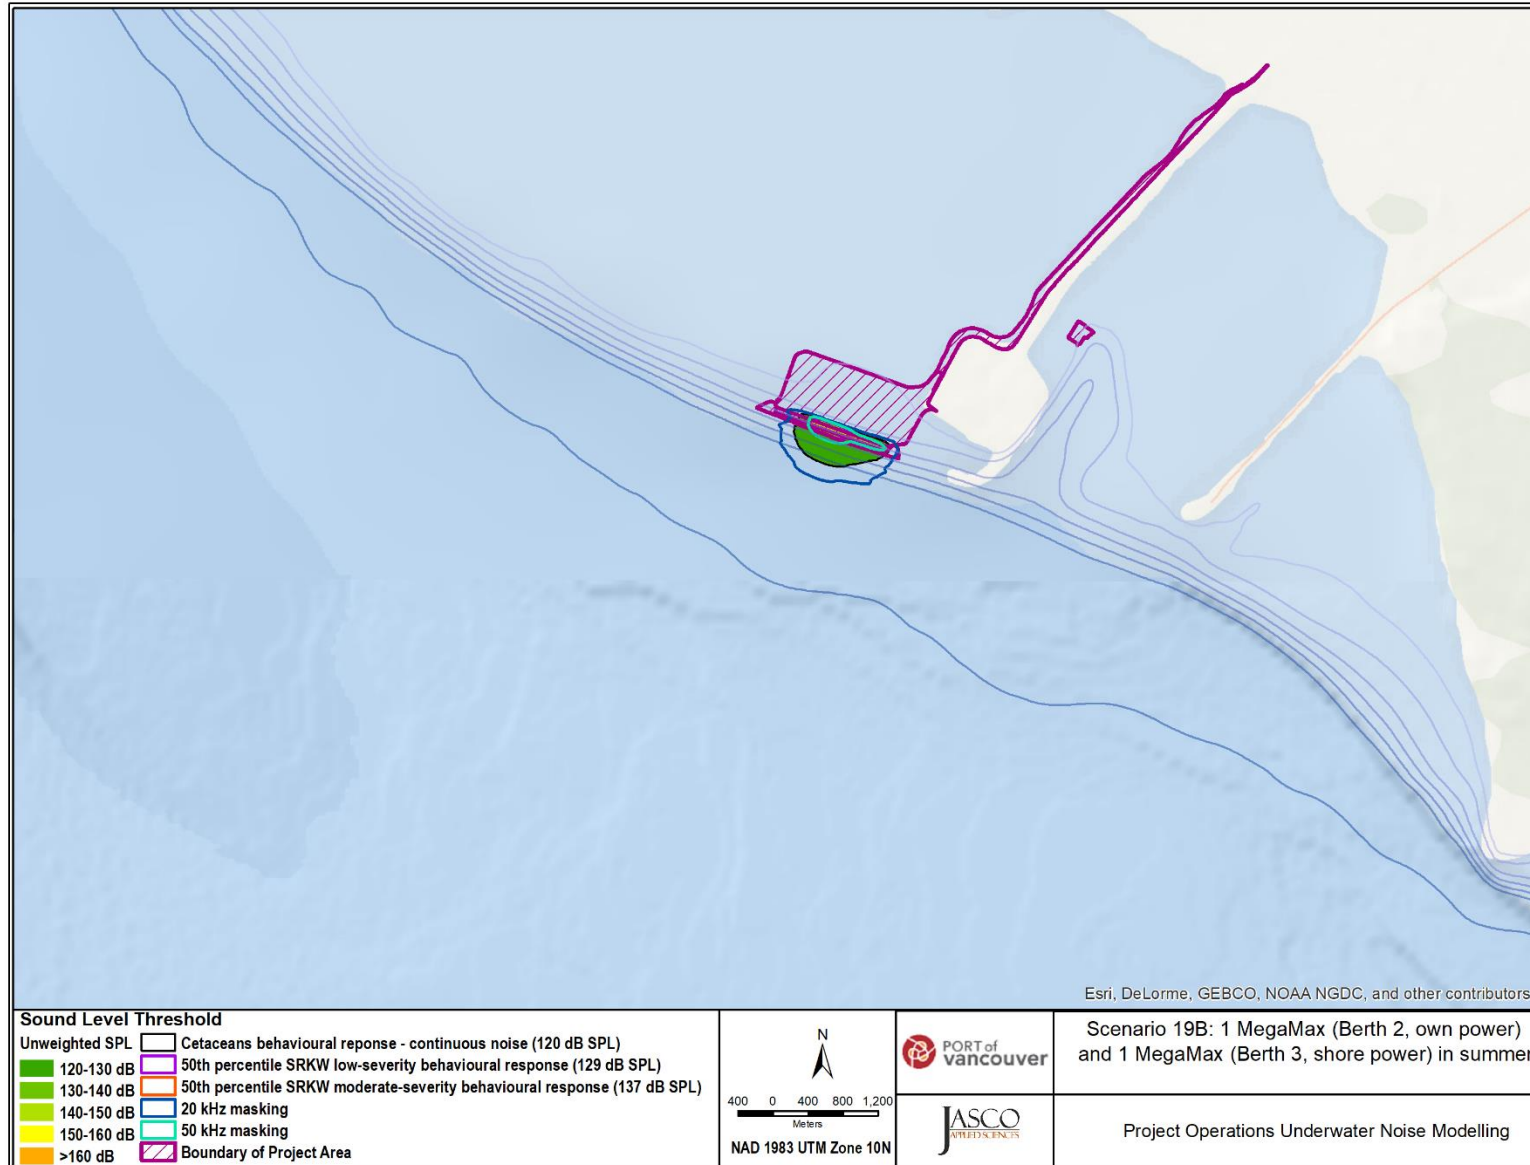 Esri, DeLorme, GEBCO, NOAA NGDC, and other contributors
Sound Level Threshold
Unweighted SPL
120-130 dB
130-140 dB
140-150 dB
150-160 dB
>160 dB
Cetaceans behavioural reponse - continuous noise (120 dB SPL)
50th percentile SRKW low-severity behavioural response (129 dB SPL)
50th percentile SRKW moderate-severity behavioural response (137 dB SPL)
20 kHz masking
50 kHz masking
Boundary of Project Area
N
400 0 400 800 1,200
Meters
NAD 1983 UTM Zone 10N
PORT of
vancouver
JASCO
APPLIED SCIENCES
Scenario 19B: 1 MegaMax (Berth 2, own power)
and 1 MegaMax (Berth 3, shore power) in summer
Project Operations Underwater Noise Modelling